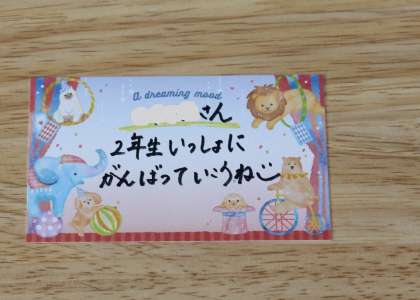 A dreaming mood
さん
2年生いっしょに
がんばっていこうねじ